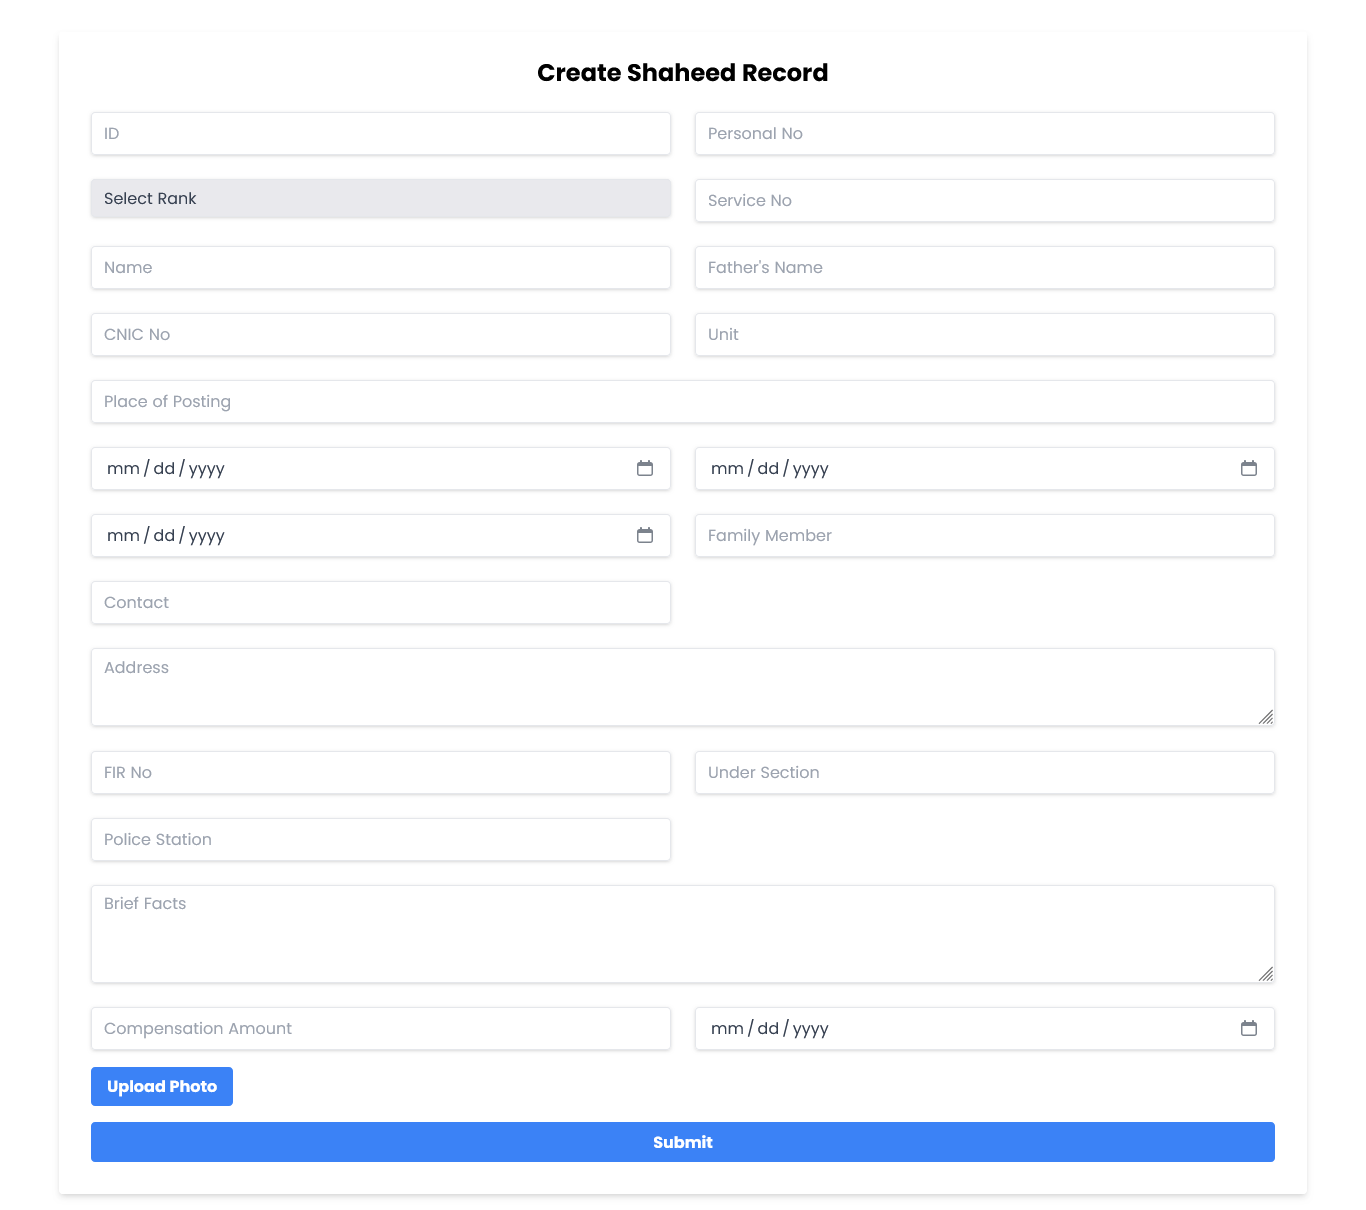 Create Shaheed Record
ID
Personal No
Select Rank
Service No
Name
Father's Name
CNIC No
Unit
Place of Posting
mm/dd/yyyy
mm/dd/yyyy
mm/dd/yyyy
Family Member
Contact
Address
FIR No
Under Section
Police Station
Brief Facts
Compensation Amount
mm/dd/yyyy
Upload Photo
Submit